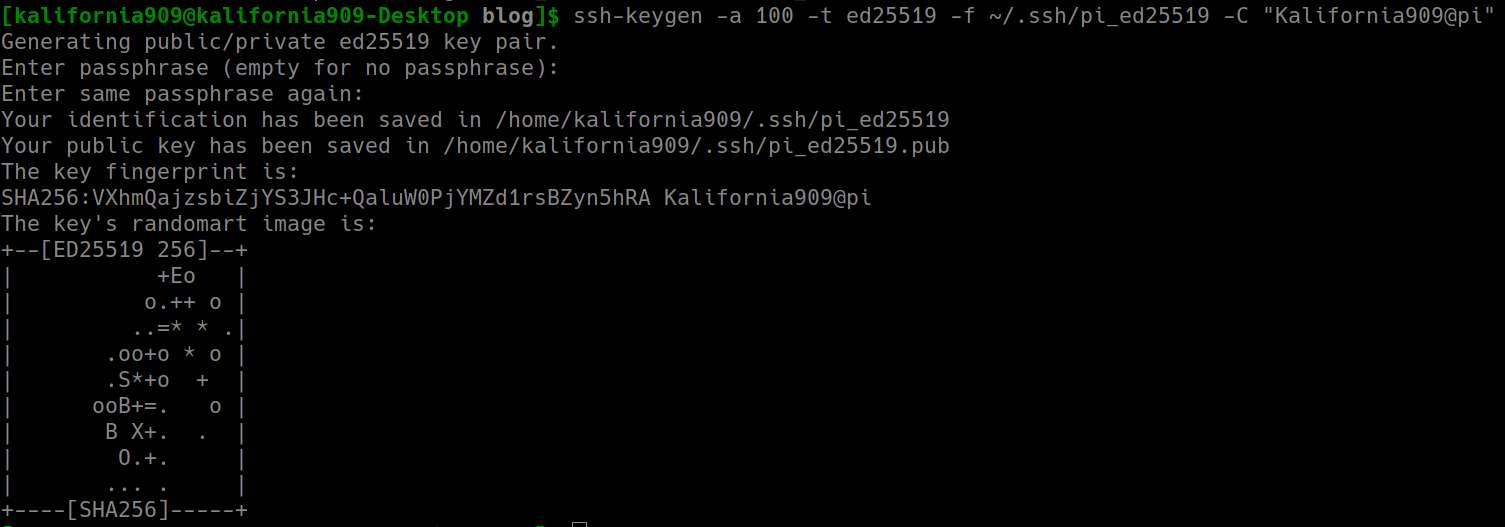 [kalifornia909@kalifornia909-Desktop blog]$ ssh-keygen -a 100 -t ed25519 -f ~/.ssh/pi_ed25519 -C "Kalifornia909@pi"
Generating public/private ed25519 key pair.
Enter passphrase (empty for no passphrase):
Enter same passphrase again:
Your identification has been saved in /home/kalifornia909/.ssh/pi_ed25519
Your public key has been saved in /home/kalifornia909/.ssh/pi_ed25519.pub
The key fingerprint is:
SHA256:VXhmQajzsbiZjYS3JHc+QaluW0PjYMZd1rsBZyn5hRA Kalifornia909@pi
The key's randomart image is:
+--[ED25519 256]--+
|           +Eo   |
|          o.++ o |
|         ..=* * .|
|       .oo+o * o |
|       .S*+o  +  |
|      ooB+=.   o |
|       B X+.  .  |
|        O.+.     |
|       ... .     |
+----[SHA256]-----+